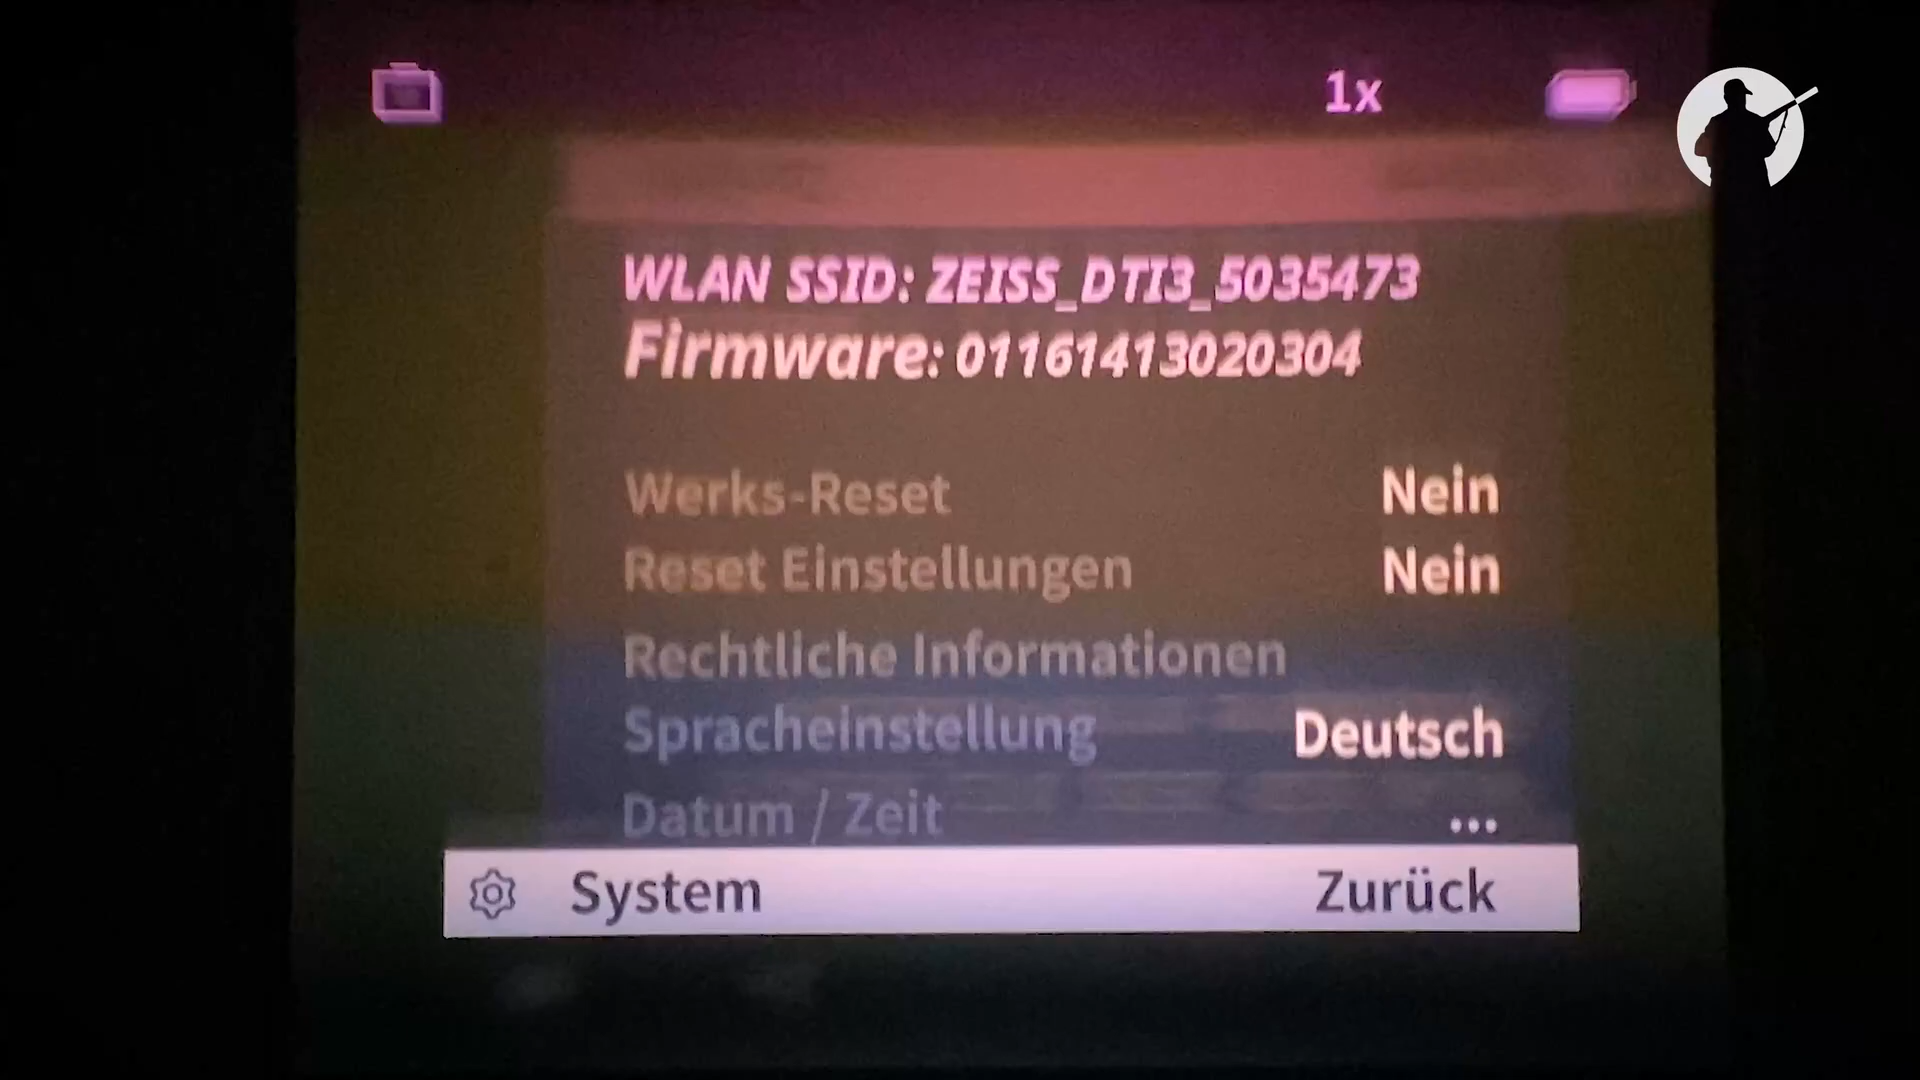 1x
WLAN SSID: ZEISS_DTI3_5035473
Firmware: 01161413020304
Werks-Reset Nein
Reset Einstellungen Nein
Rechtliche Informationen
Spracheinstellung Deutsch
Datum / Zeit ...
System Zurück